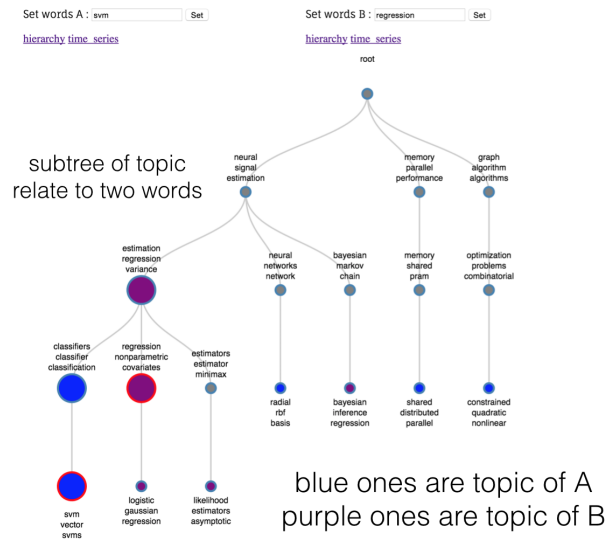 Set words A : svm Set
Set words B : regression Set
hierarchy time_series
hierarchy time_series
root
neural
signal
estimation
memory
parallel
performance
graph
algorithm
algorithms
subtree of topic
relate to two words
estimation
regression
variance
neural
networks
network
bayesian
markov
chain
memory
shared
pram
optimization
problems
combinatorial
classifiers
classifier
classification
regression
nonparametric
covariates
estimators
estimator
minimax
radial
rbf
basis
bayesian
inference
regression
shared
distributed
parallel
constrained
quadratic
nonlinear
svm
vector
svms
logistic
gaussian
regression
likelihood
estimators
asymptotic
blue ones are topic of A
purple ones are topic of B